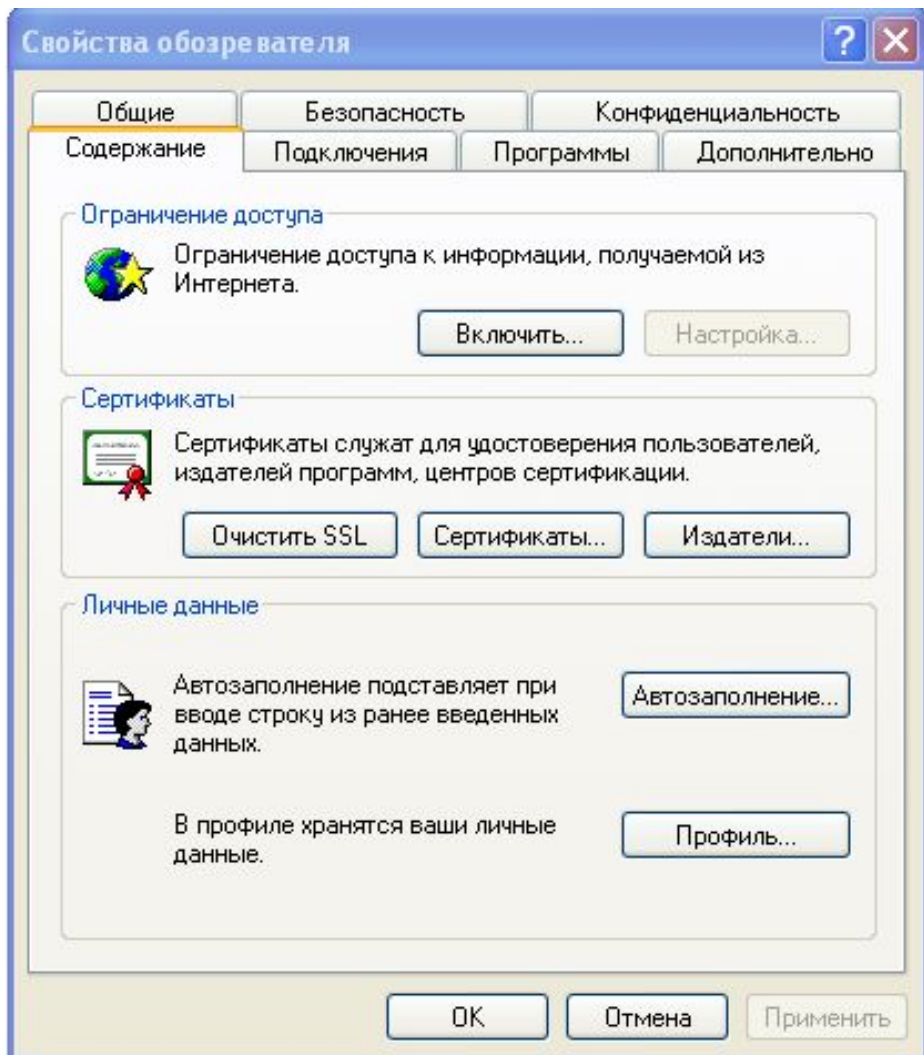 Свойства обозревателя
Общие Безопасность Конфиденциальность
Содержание Подключения Программы Дополнительно
Ограничение доступа
Ограничение доступа к информации, получаемой из
Интернета.
Включить... Настройка...
Сертификаты
Сертификаты служат для удостоверения пользователей,
издателей программ, центров сертификации.
Очистить SSL Сертификаты... Издатели...
Личные данные
Автозаполнение подставляет при
вводе строку из ранее введенных
данных.
Автозаполнение...
В профиле хранятся ваши личные
данные.
Профиль...
OK Отмена Применить